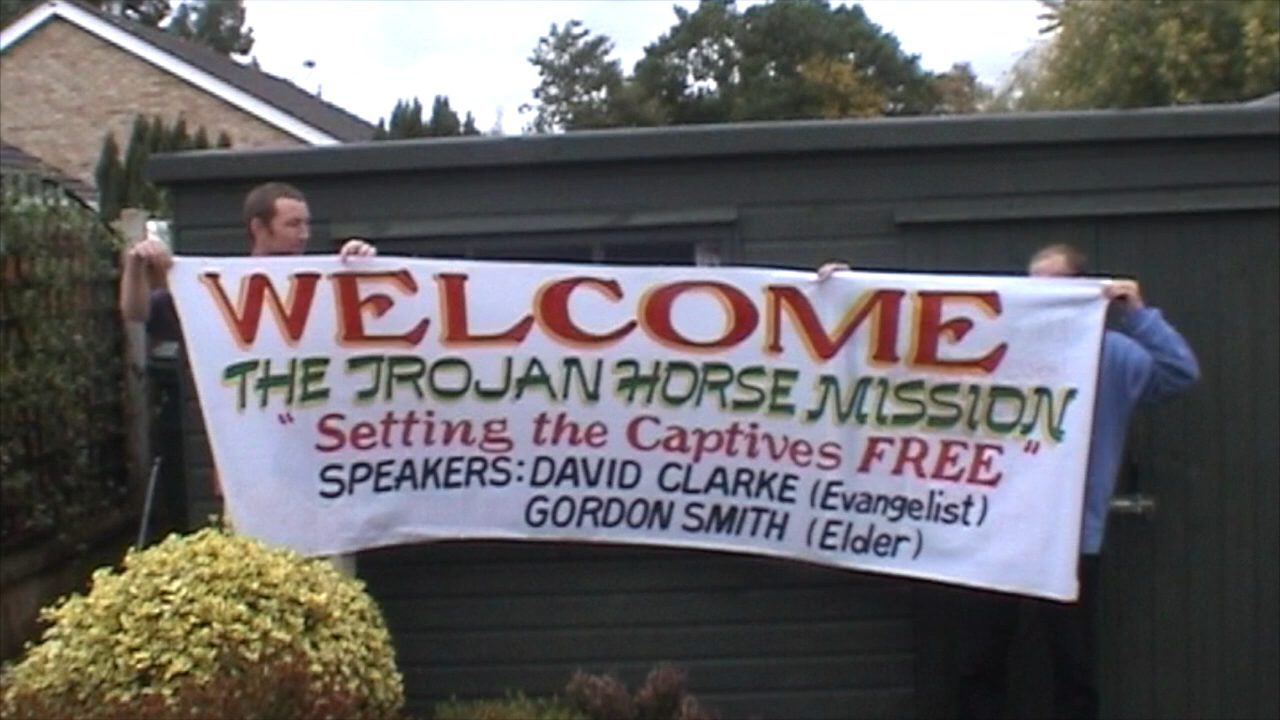 WELCOME
THE TROJAN HORSE MISSION
"Setting the Captives FREE"
SPEAKERS: DAVID CLARKE (Evangelist)
GORDON SMITH (Elder)